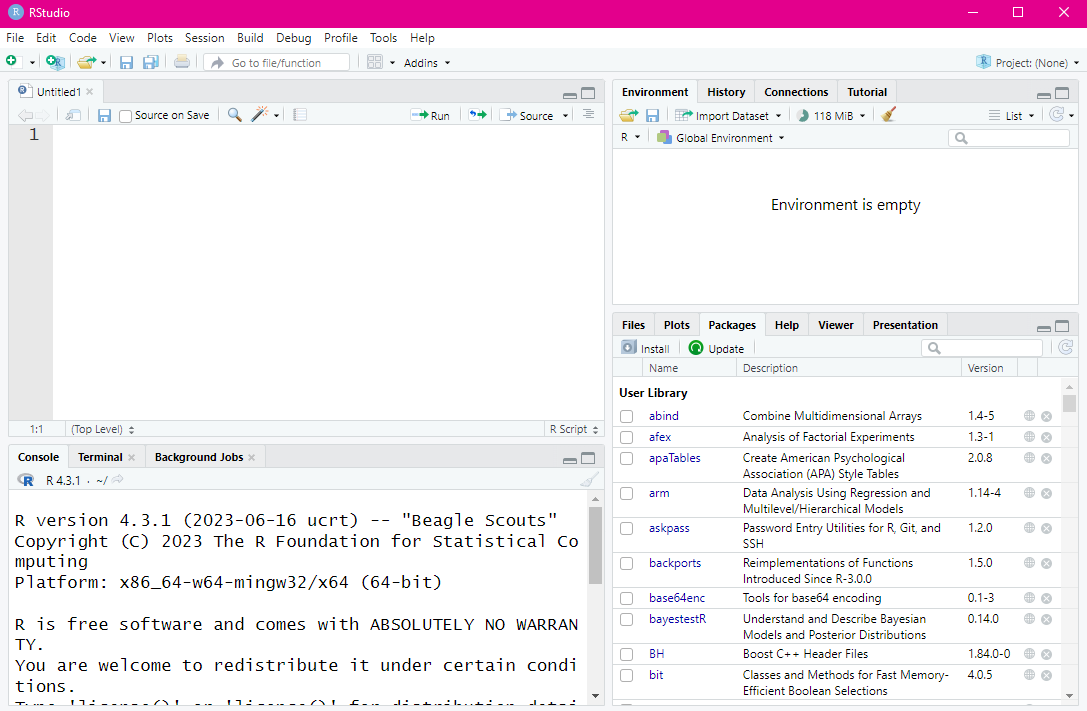 RStudio
File Edit Code View Plots Session Build Debug Profile Tools Help
Go to file/function Addins Project: (None)
Untitled1
Source on Save Run Source
1
1:1 (Top Level) R Script
Console Terminal Background Jobs
R 4.3.1 · ~/
R version 4.3.1 (2023-06-16 ucrt) -- "Beagle Scouts"
Copyright (C) 2023 The R Foundation for Statistical Co
mputing
Platform: x86_64-w64-mingw32/x64 (64-bit)
R is free software and comes with ABSOLUTELY NO WARRAN
TY.
You are welcome to redistribute it under certain condi
tions.
Type 'license()' or 'licence()' for distribution detai
Environment History Connections Tutorial
Import Dataset 118 MiB List
R Global Environment
Environment is empty
Files Plots Packages Help Viewer Presentation
Install Update
Name Description Version
User Library
abind Combine Multidimensional Arrays 1.4-5
afex Analysis of Factorial Experiments 1.3-1
apaTables Create American Psychological 2.0.8
Association (APA) Style Tables
arm Data Analysis Using Regression and 1.14-4
Multilevel/Hierarchical Models
askpass Password Entry Utilities for R, Git, and 1.2.0
SSH
backports Reimplementations of Functions 1.5.0
Introduced Since R-3.0.0
base64enc Tools for base64 encoding 0.1-3
bayestestR Understand and Describe Bayesian 0.14.0
Models and Posterior Distributions
BH Boost C++ Header Files 1.84.0-0
bit Classes and Methods for Fast Memory- 4.0.5
Efficient Boolean Selections